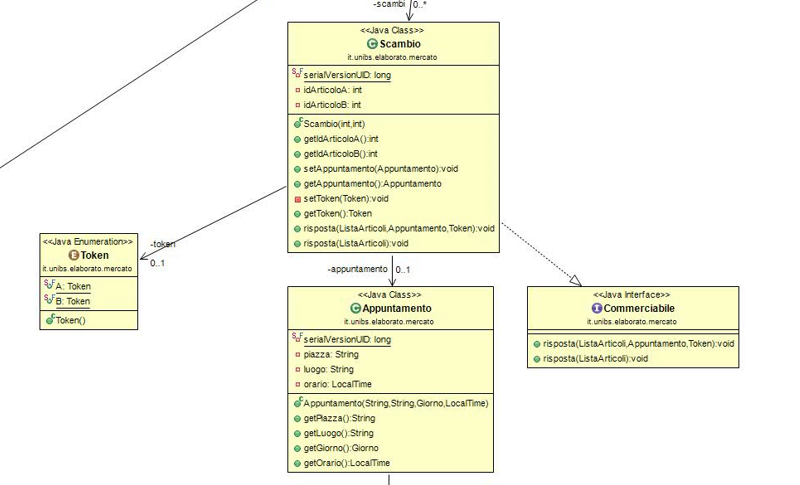 -scambi 0..*
<<Java Class>>
Scambio
it.unibs.elaborato.mercato
serialVersionUID: long
idArticoloA: int
idArticoloB: int
Scambio(int,int)
getIdArticoloA():int
getIdArticoloB():int
setAppuntamento(Appuntamento):void
getAppuntamento():Appuntamento
setToken(Token):void
getToken():Token
risposta(ListaArticoli,Appuntamento,Token):void
risposta(ListaArticoli):void
-token
0..1
<<Java Enumeration>>
Token
it.unibs.elaborato.mercato
A: Token
B: Token
Token()
-appuntamento 0..1
<<Java Class>>
Appuntamento
it.unibs.elaborato.mercato
serialVersionUID: long
piazza: String
luogo: String
orario: LocalTime
Appuntamento(String,String,Giorno,LocalTime)
getPiazza():String
getLuogo():String
getGiorno():Giorno
getOrario():LocalTime
<<Java Interface>>
Commerciabile
it.unibs.elaborato.mercato
risposta(ListaArticoli,Appuntamento,Token):void
risposta(ListaArticoli):void